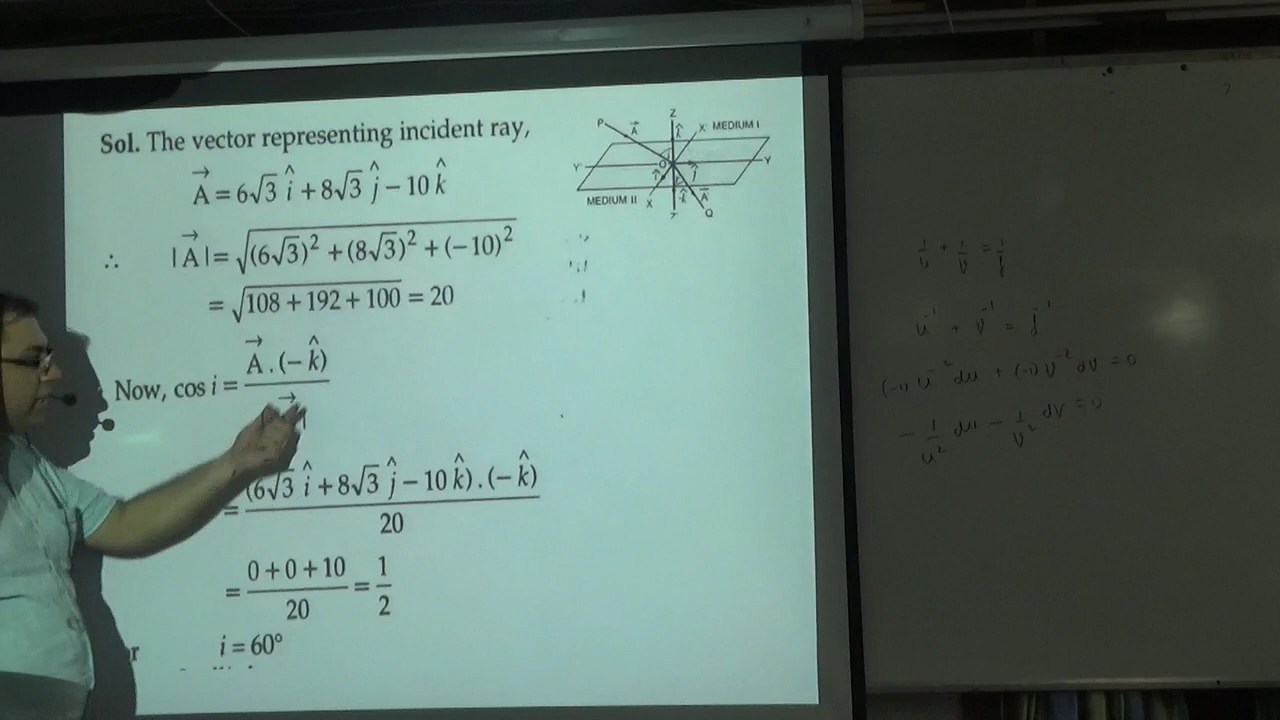 Sol. The vector representing incident ray,
A⃗ = 6√3 î + 8√3 ĵ − 10 k̂
∴ |A⃗| = √((6√3)² + (8√3)² + (−10)²)
= √(108 + 192 + 100) = 20
Now, cos i = A⃗ . (− k̂)
= (6√3 î + 8√3 ĵ − 10 k̂) . (− k̂) / 20
= (0 + 0 + 10) / 20 = 1/2
r i = 60°
Z
P A⃗ X' MEDIUM I
Y' O Y
MEDIUM II X A⃗
Q
1/u + 1/v = 1/f
u⁻¹ + v⁻¹ = f⁻¹
(−1) u⁻² du + (−1) v⁻² dv = 0
− 1/u² du − 1/v² dv = 0